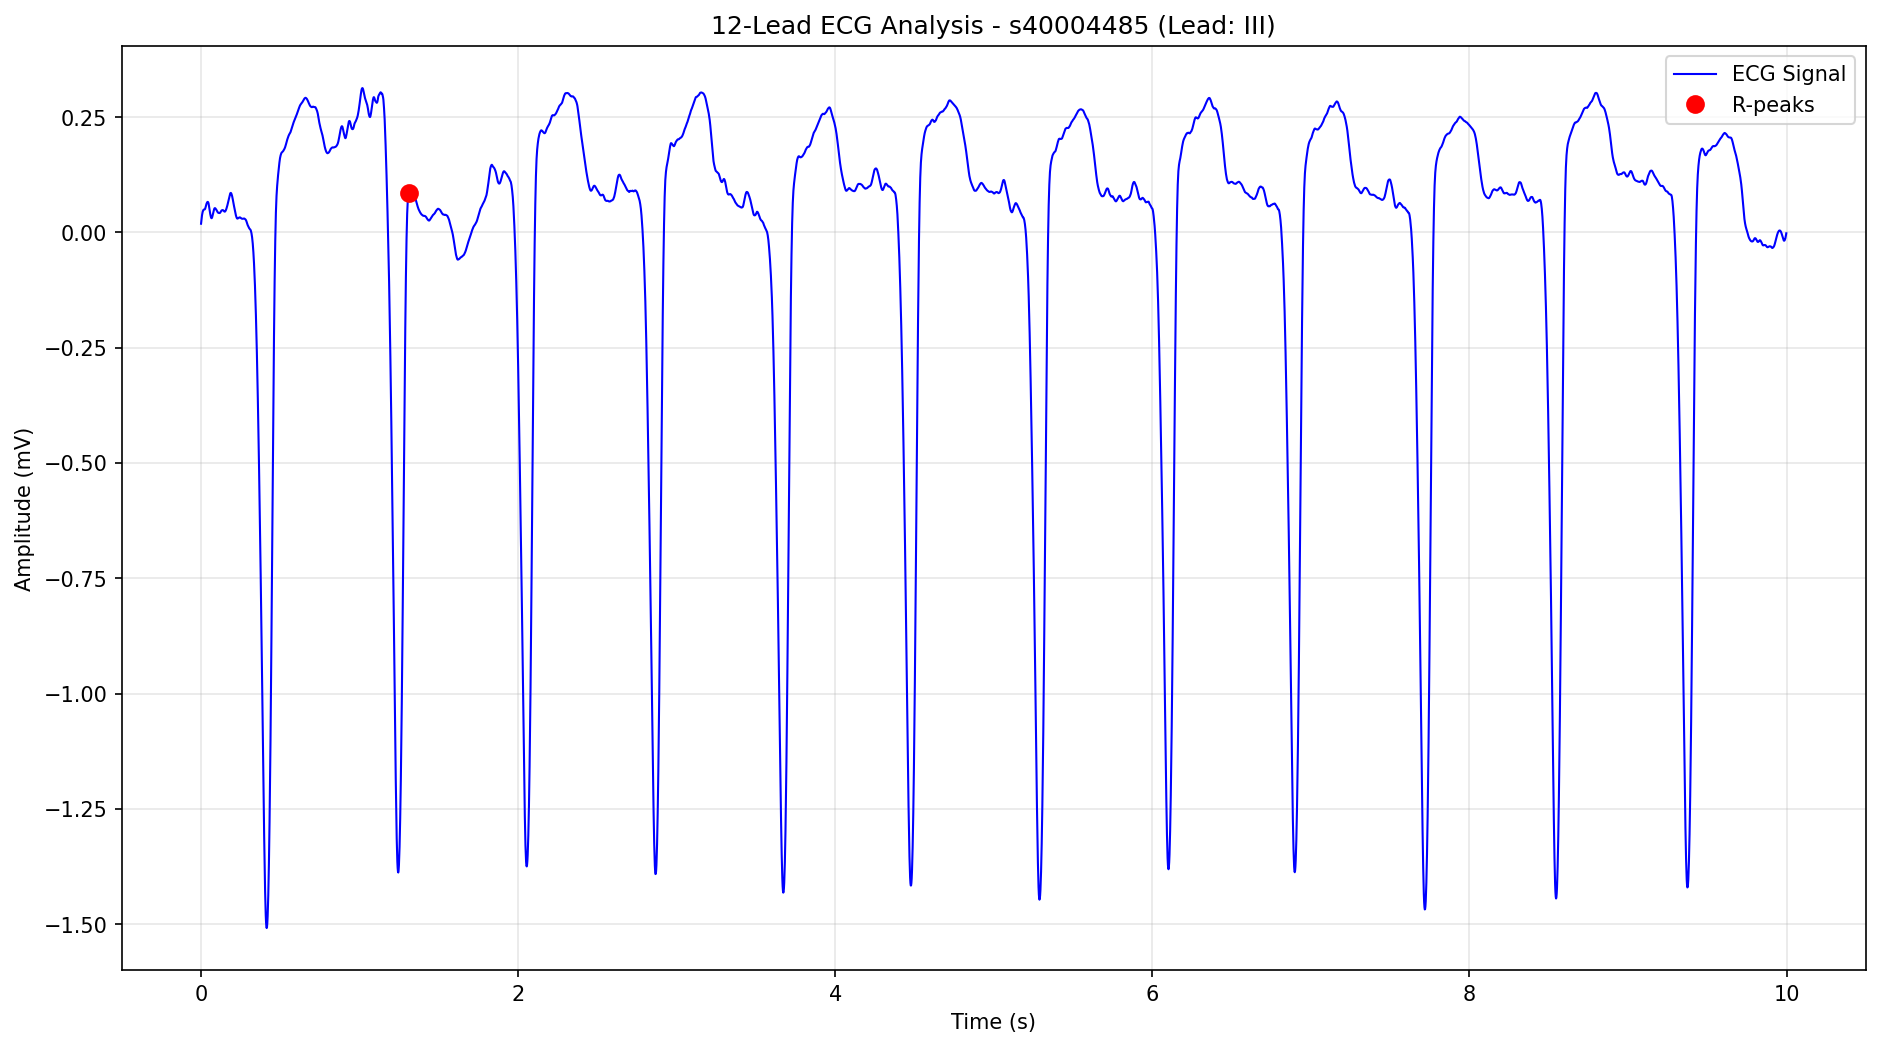 12-Lead ECG Analysis - s40004485 (Lead: III)
ECG Signal
R-peaks
Amplitude (mV)
0.25
0.00
−0.25
−0.50
−0.75
−1.00
−1.25
−1.50
0 2 4 6 8 10
Time (s)